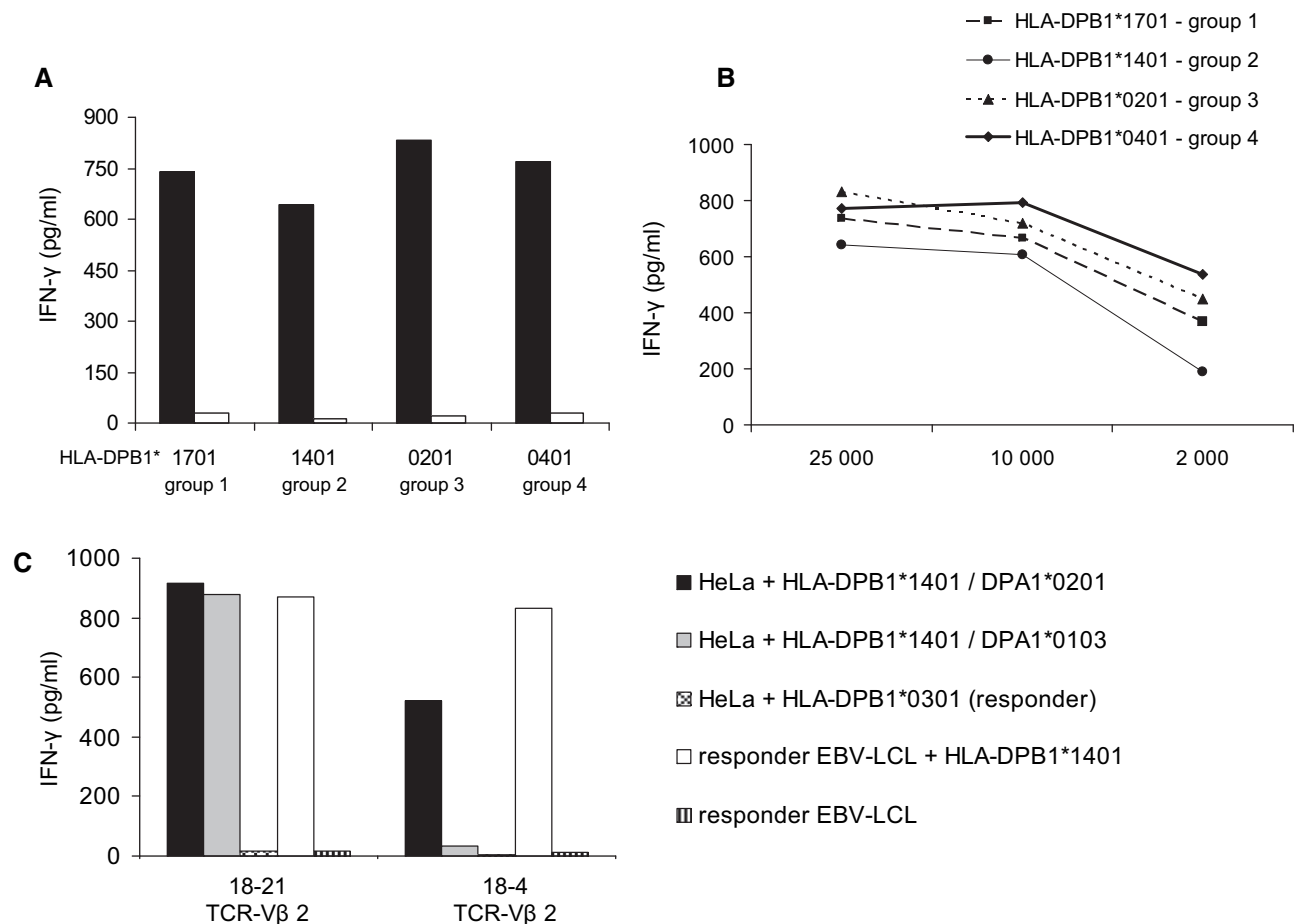 A
900
750
600
450
300
150
0
IFN-γ (pg/ml)
HLA-DPB1* 1701 1401 0201 0401
group 1 group 2 group 3 group 4
B
HLA-DPB1*1701 - group 1
HLA-DPB1*1401 - group 2
HLA-DPB1*0201 - group 3
HLA-DPB1*0401 - group 4
1000
800
600
400
200
0
IFN-γ (pg/ml)
25 000 10 000 2 000
C
1000
800
600
400
200
0
IFN-γ (pg/ml)
18-21 18-4
TCR-Vβ 2 TCR-Vβ 2
HeLa + HLA-DPB1*1401 / DPA1*0201
HeLa + HLA-DPB1*1401 / DPA1*0103
HeLa + HLA-DPB1*0301 (responder)
responder EBV-LCL + HLA-DPB1*1401
responder EBV-LCL